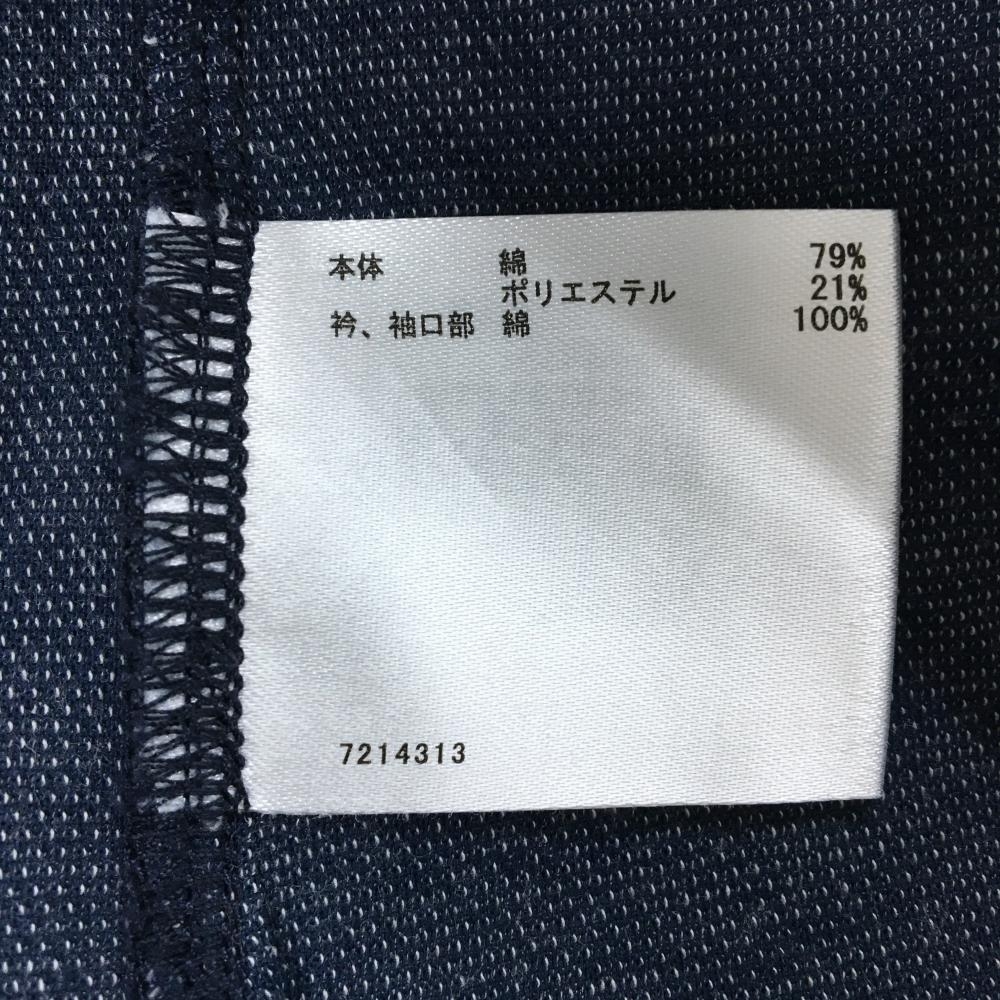 本体 綿 79%
ポリエステル 21%
衿、袖口部 綿 100%
7214313